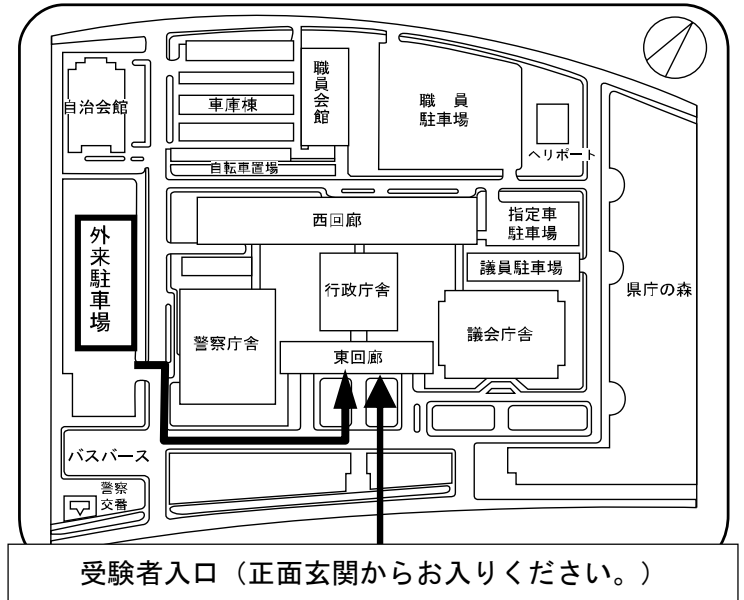 自治会館
車庫棟
職員会館
職　員
駐車場
ヘリポート
自転車置場
西回廊
指定車
駐車場
外来駐車場
行政庁舎
議員駐車場
県庁の森
警察庁舎
東回廊
議会庁舎
バスバース
警察
交番
受験者入口（正面玄関からお入りください。）